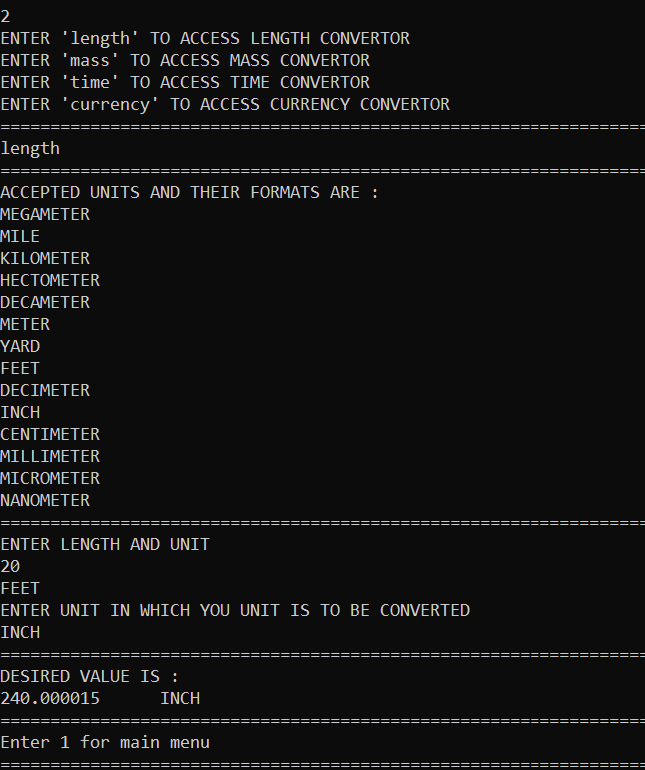 2
ENTER 'length' TO ACCESS LENGTH CONVERTOR
ENTER 'mass' TO ACCESS MASS CONVERTOR
ENTER 'time' TO ACCESS TIME CONVERTOR
ENTER 'currency' TO ACCESS CURRENCY CONVERTOR
=================================================================
length
=================================================================
ACCEPTED UNITS AND THEIR FORMATS ARE :
MEGAMETER
MILE
KILOMETER
HECTOMETER
DECAMETER
METER
YARD
FEET
DECIMETER
INCH
CENTIMETER
MILLIMETER
MICROMETER
NANOMETER
=================================================================
ENTER LENGTH AND UNIT
20
FEET
ENTER UNIT IN WHICH YOU UNIT IS TO BE CONVERTED
INCH
=================================================================
DESIRED VALUE IS :
240.000015      INCH
=================================================================
Enter 1 for main menu
=================================================================